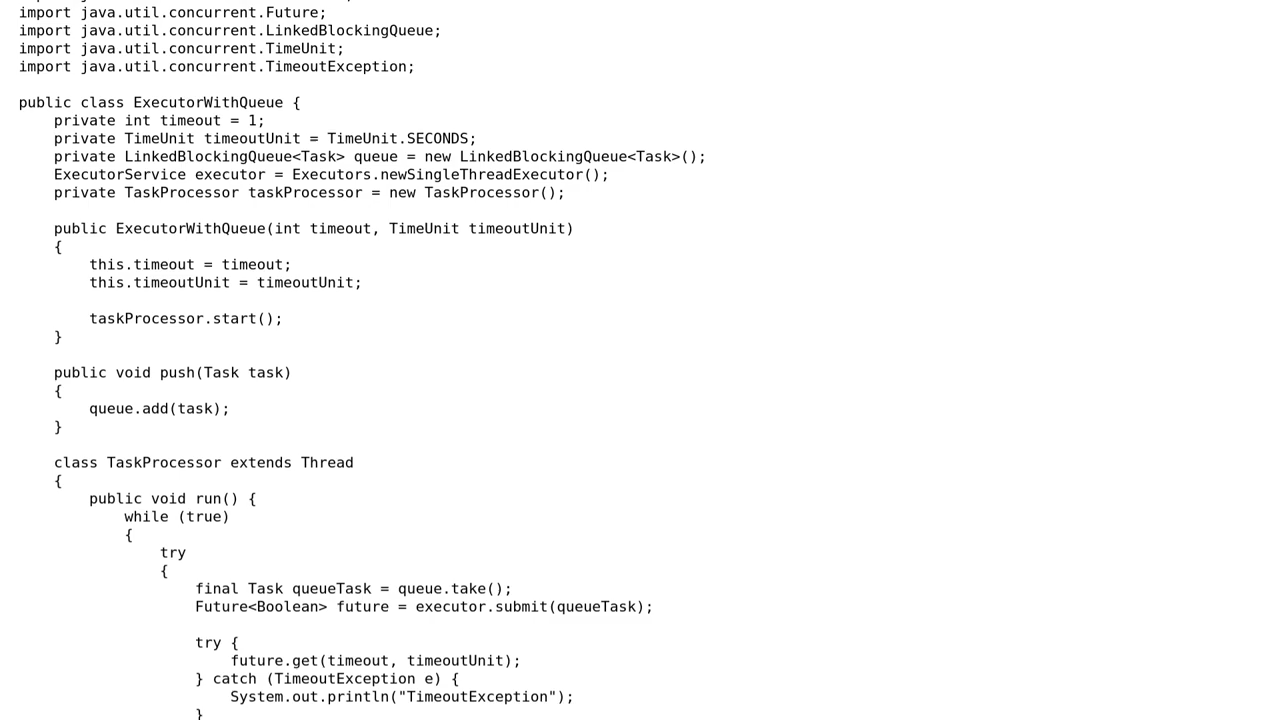 import java.util.concurrent.Future;
import java.util.concurrent.LinkedBlockingQueue;
import java.util.concurrent.TimeUnit;
import java.util.concurrent.TimeoutException;

public class ExecutorWithQueue {
    private int timeout = 1;
    private TimeUnit timeoutUnit = TimeUnit.SECONDS;
    private LinkedBlockingQueue<Task> queue = new LinkedBlockingQueue<Task>();
    ExecutorService executor = Executors.newSingleThreadExecutor();
    private TaskProcessor taskProcessor = new TaskProcessor();

    public ExecutorWithQueue(int timeout, TimeUnit timeoutUnit)
    {
        this.timeout = timeout;
        this.timeoutUnit = timeoutUnit;

        taskProcessor.start();
    }

    public void push(Task task)
    {
        queue.add(task);
    }

    class TaskProcessor extends Thread
    {
        public void run() {
            while (true)
            {
                try
                {
                    final Task queueTask = queue.take();
                    Future<Boolean> future = executor.submit(queueTask);

                    try {
                        future.get(timeout, timeoutUnit);
                    } catch (TimeoutException e) {
                        System.out.println("TimeoutException");
                    }